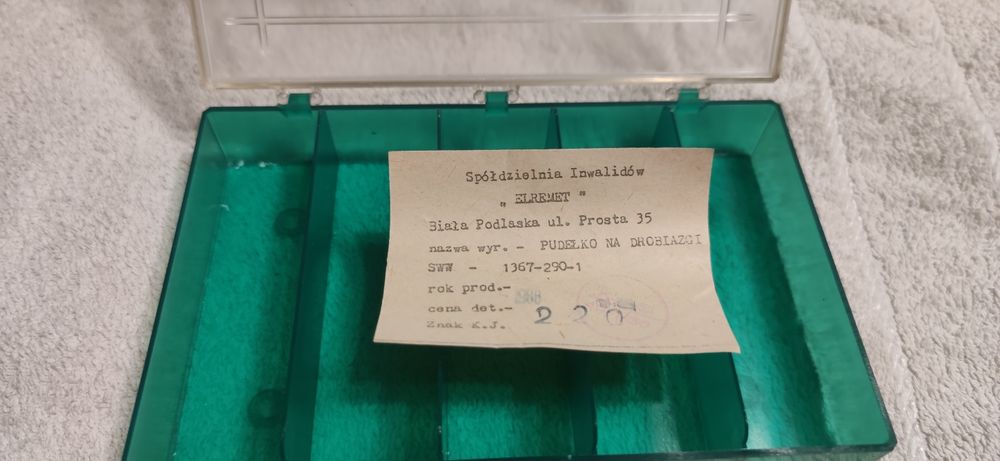 Spółdzielnia Inwalidów
„ ELREMET "
Biała Podlaska ul. Prosta 35
nazwa wyr. - PUDEŁKO NA DROBIAZGI
SWW - 1367-290-1
rok prod.-
cena det.- 220
Znak K.J.